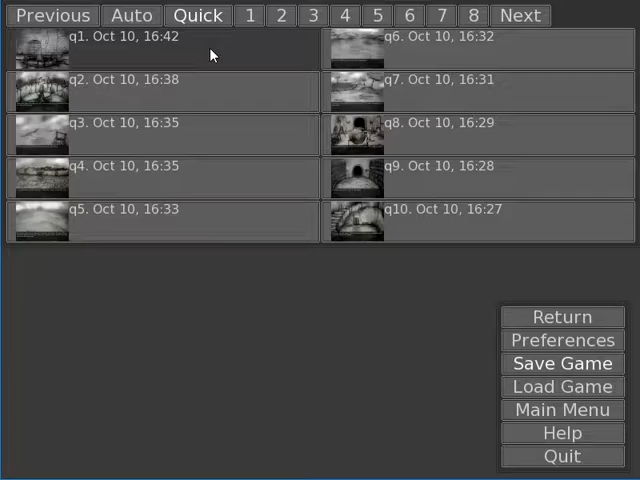 Previous Auto Quick 1 2 3 4 5 6 7 8 Next
q1. Oct 10, 16:42
q2. Oct 10, 16:38
q3. Oct 10, 16:35
q4. Oct 10, 16:35
q5. Oct 10, 16:33
q6. Oct 10, 16:32
q7. Oct 10, 16:31
q8. Oct 10, 16:29
q9. Oct 10, 16:28
q10. Oct 10, 16:27
Return
Preferences
Save Game
Load Game
Main Menu
Help
Quit